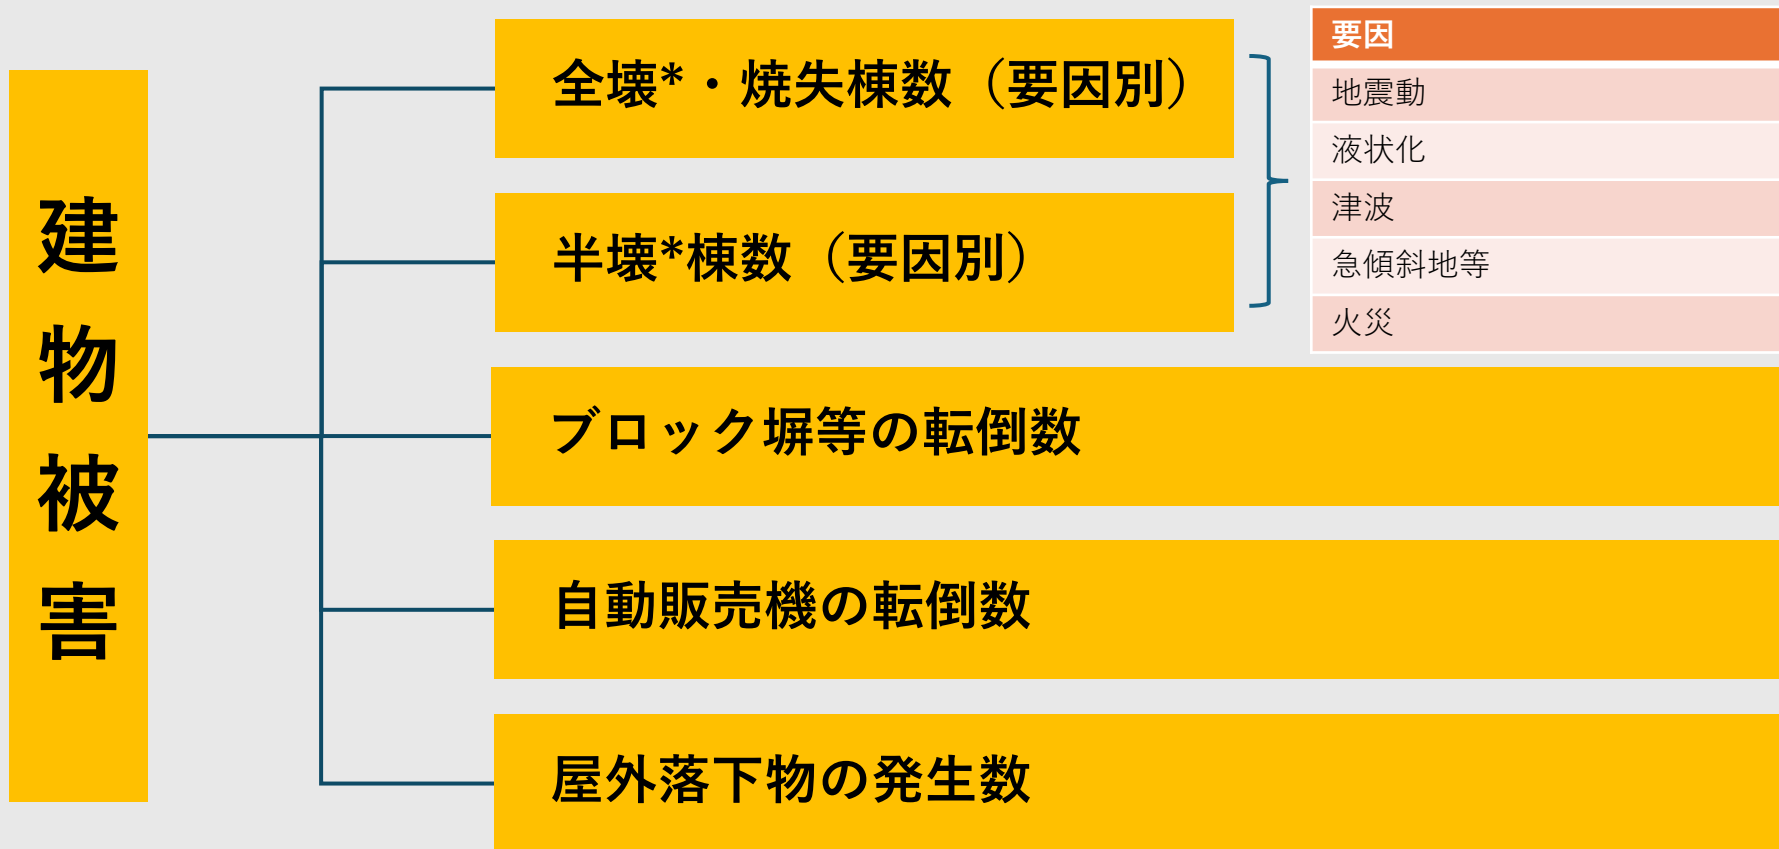 建物被害
全壊*・焼失棟数（要因別）
半壊*棟数（要因別）
要因
地震動
液状化
津波
急傾斜地等
火災
ブロック塀等の転倒数
自動販売機の転倒数
屋外落下物の発生数